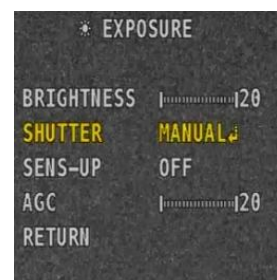 EXPOSURE
BRIGHTNESS 20
SHUTTER MANUAL↲
SENS-UP OFF
AGC 20
RETURN